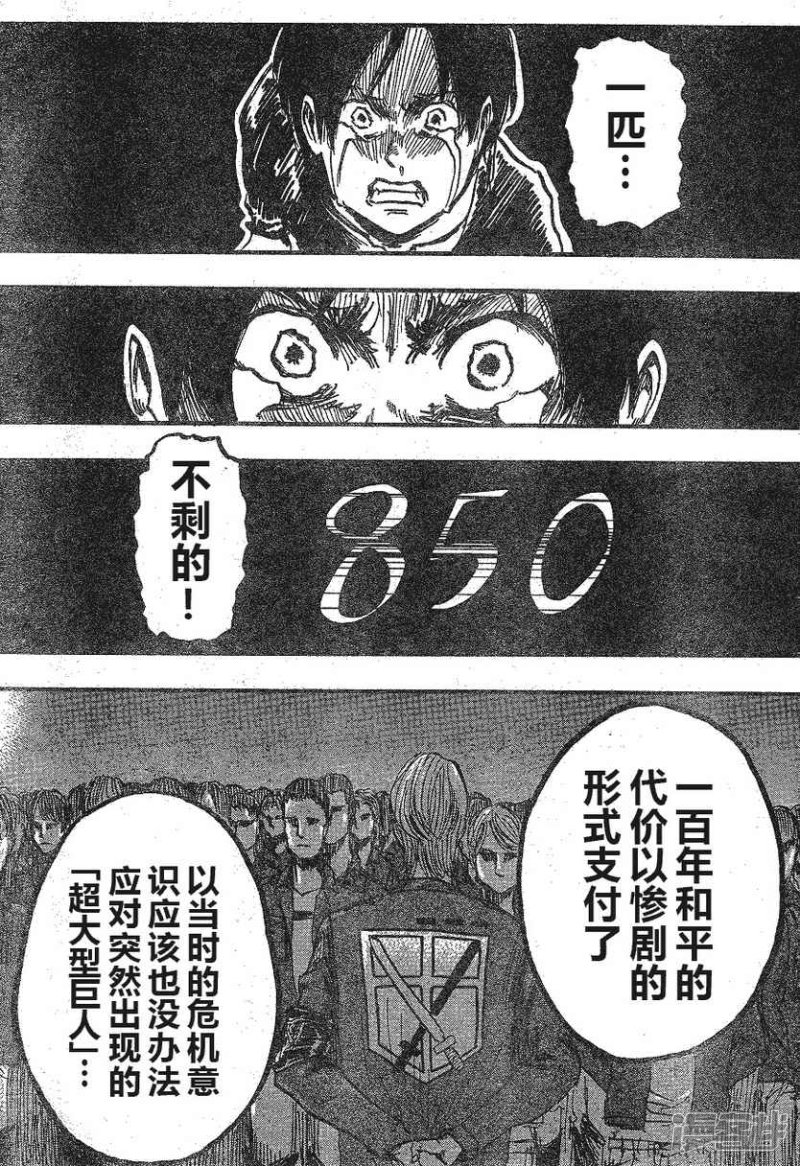 一匹…
不剩的！
850
一百年和平的
代价以惨剧的
形式支付了
以当时的危机意
识应该也没办法
应对突然出现的
「超大型巨人」…